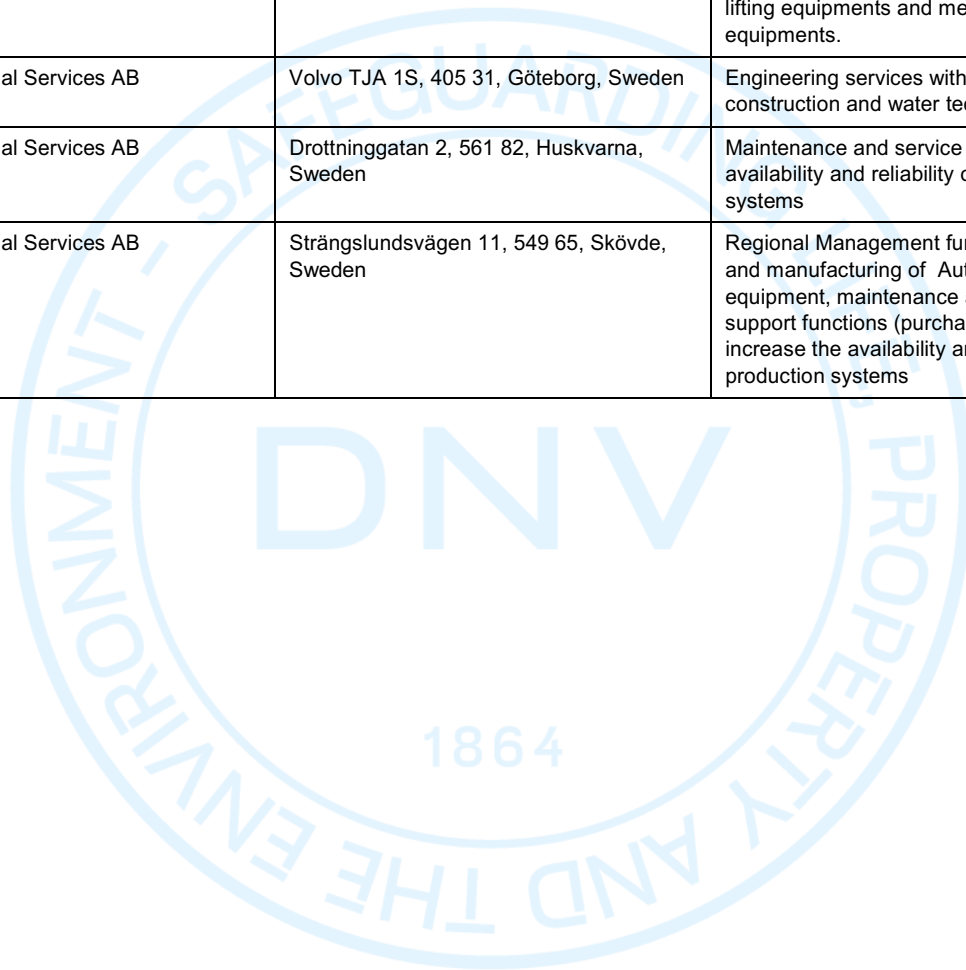 lifting equipments and me
equipments.
al Services AB
Volvo TJA 1S, 405 31, Göteborg, Sweden
Engineering services with
construction and water te
al Services AB
Drottninggatan 2, 561 82, Huskvarna,
Sweden
Maintenance and service
availability and reliability o
systems
al Services AB
Strängslundsvägen 11, 549 65, Skövde,
Sweden
Regional Management fu
and manufacturing of  Aut
equipment, maintenance
support functions (purcha
increase the availability a
production systems
SAFEGUARDING LIFE, PROPERTY AND THE ENVIRONMENT -
DNV
1864